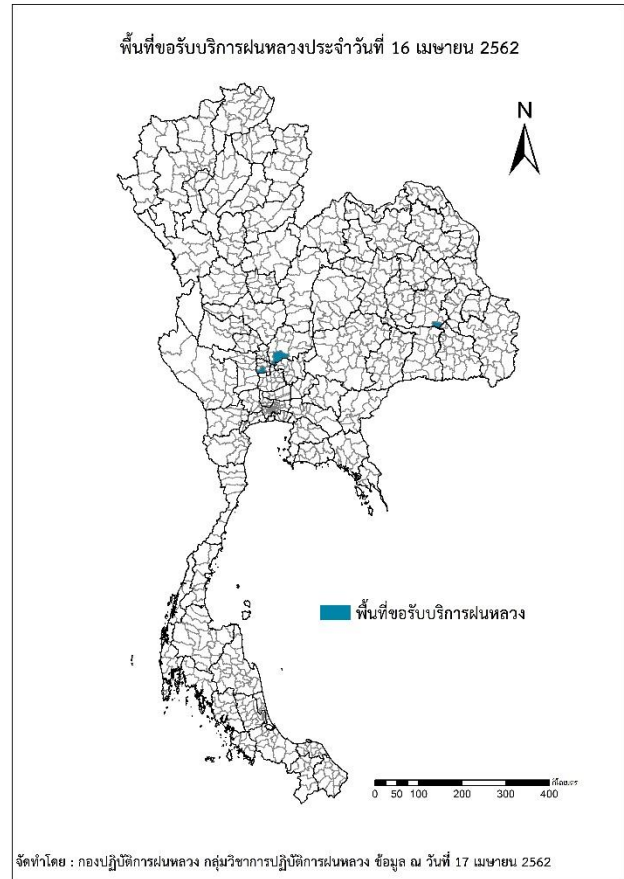 พื้นที่ขอรับบริการฝนหลวงประจำวันที่ 16 เมษายน 2562
N
พื้นที่ขอรับบริการฝนหลวง
กิโลเมตร
0 50 100 200 300 400
จัดทำโดย : กองปฏิบัติการฝนหลวง กลุ่มวิชาการปฏิบัติการฝนหลวง ข้อมูล ณ วันที่ 17 เมษายน 2562